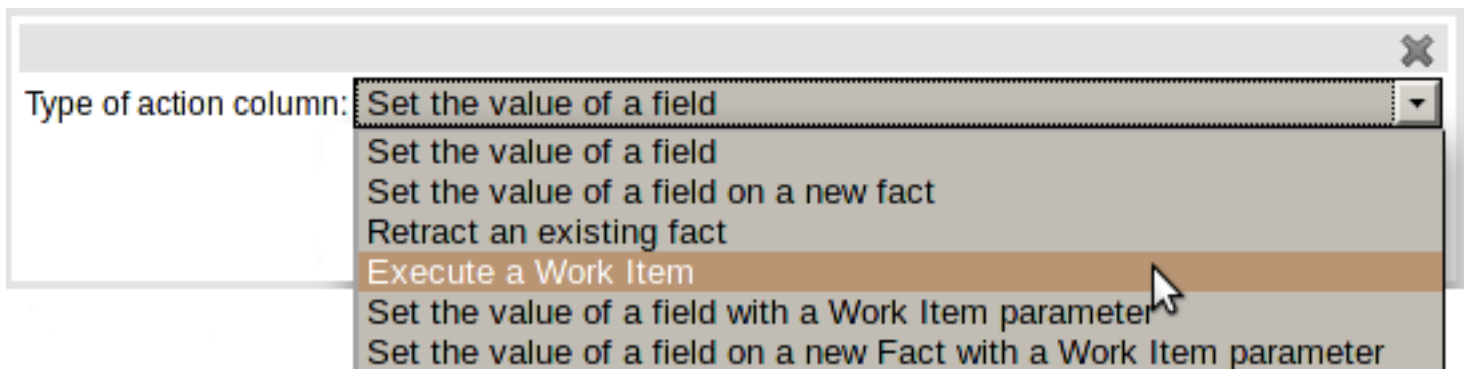 Type of action column: Set the value of a field
Set the value of a field
Set the value of a field on a new fact
Retract an existing fact
Execute a Work Item
Set the value of a field with a Work Item parameter
Set the value of a field on a new Fact with a Work Item parameter